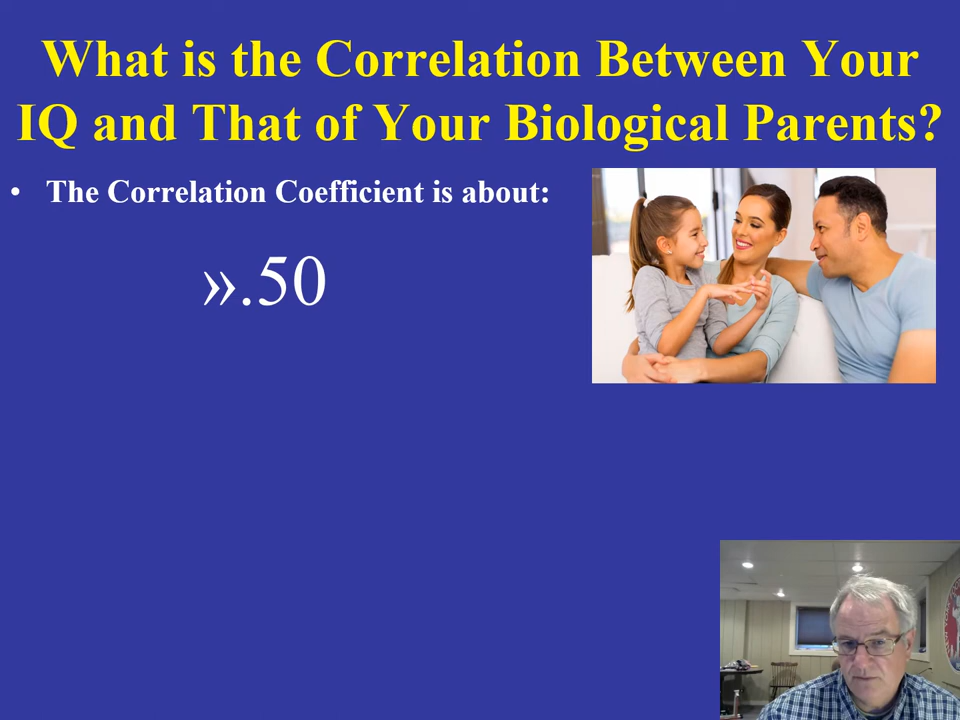 What is the Correlation Between Your
IQ and That of Your Biological Parents?
• The Correlation Coefficient is about:
».50